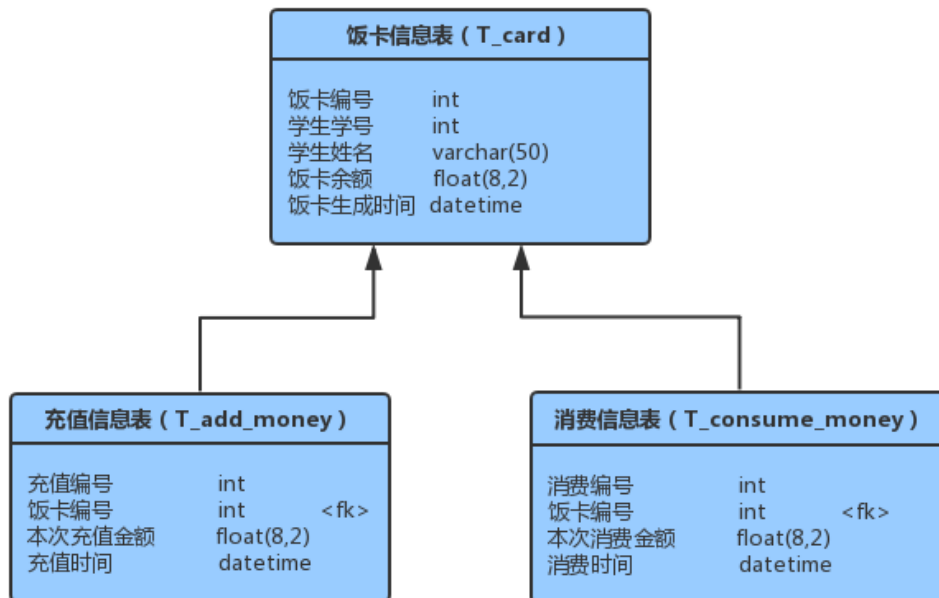 饭卡信息表（T_card）
饭卡编号 int
学生学号 int
学生姓名 varchar(50)
饭卡余额 float(8,2)
饭卡生成时间 datetime
充值信息表（T_add_money）
充值编号 int
饭卡编号 int <fk>
本次充值金额 float(8,2)
充值时间 datetime
消费信息表（T_consume_money）
消费编号 int
饭卡编号 int <fk>
本次消费金额 float(8,2)
消费时间 datetime